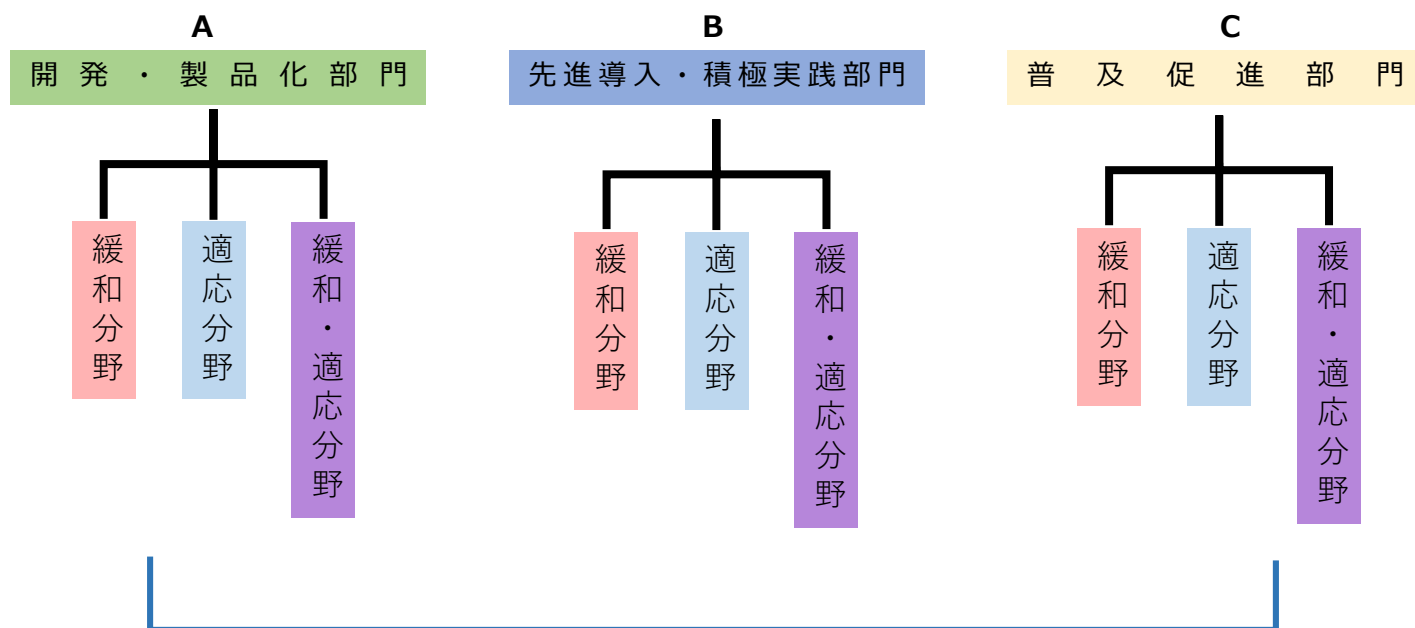 A
開発・製品化部門
緩和分野
適応分野
緩和・適応分野
B
先進導入・積極実践部門
緩和分野
適応分野
緩和・適応分野
C
普及促進部門
緩和分野
適応分野
緩和・適応分野